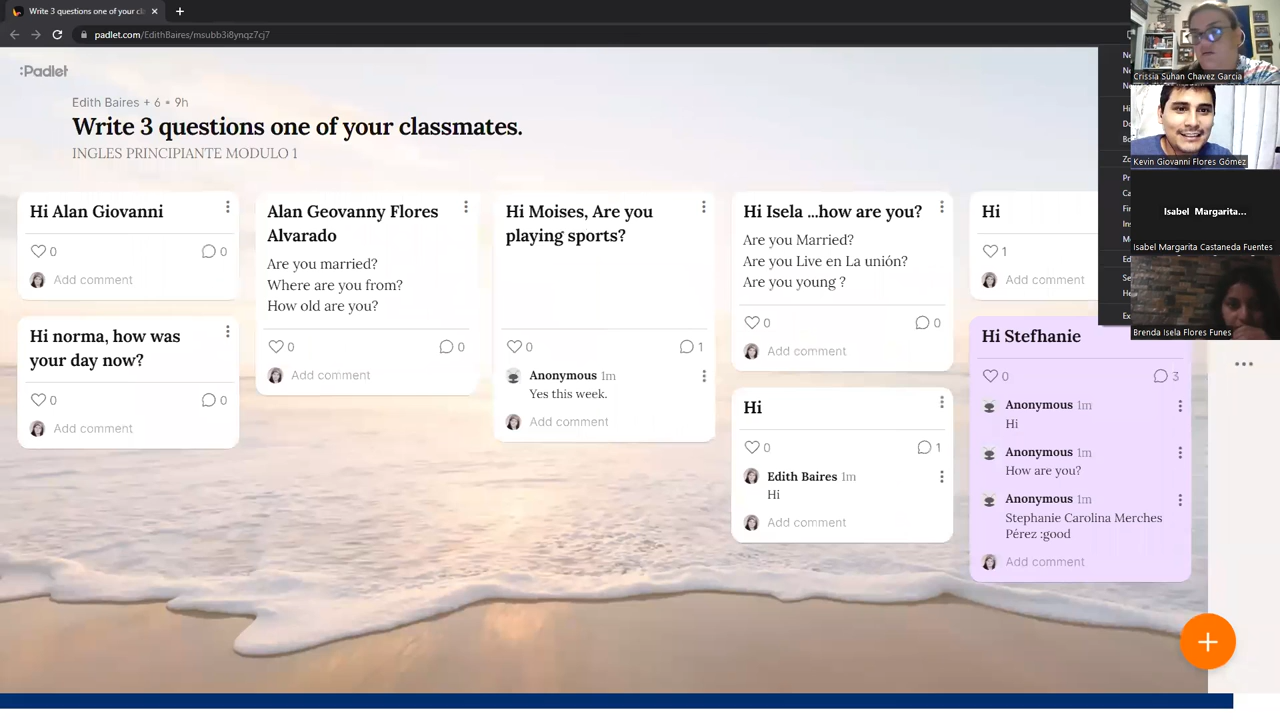 Write 3 questions one of your cl
padlet.com/EdithBaires/msubb3i8ynqz7cj7
:Padlet
Edith Baires + 6 • 9h
Write 3 questions one of your classmates.
INGLES PRINCIPIANTE MODULO 1
Hi Alan Giovanni
0
0
Add comment
Hi norma, how was
your day now?
0
0
Add comment
Alan Geovanny Flores
Alvarado
Are you married?
Where are you from?
How old are you?
0
0
Add comment
Hi Moises, Are you
playing sports?
0
1
Anonymous 1m
Yes this week.
Add comment
Hi Isela ...how are you?
Are you Married?
Are you Live en La unión?
Are you young ?
0
0
Add comment
Hi
0
1
Edith Baires 1m
Hi
Add comment
Hi
1
Add comment
Hi Stefhanie
0
3
Anonymous 1m
Hi
Anonymous 1m
How are you?
Anonymous 1m
Stephanie Carolina Merches
Pérez :good
Add comment
Crissia Suhan Chavez Garcia
Kevin Giovanni Flores Gómez
Isabel Margarita...
Isabel Margarita Castaneda Fuentes
Brenda Isela Flores Funes